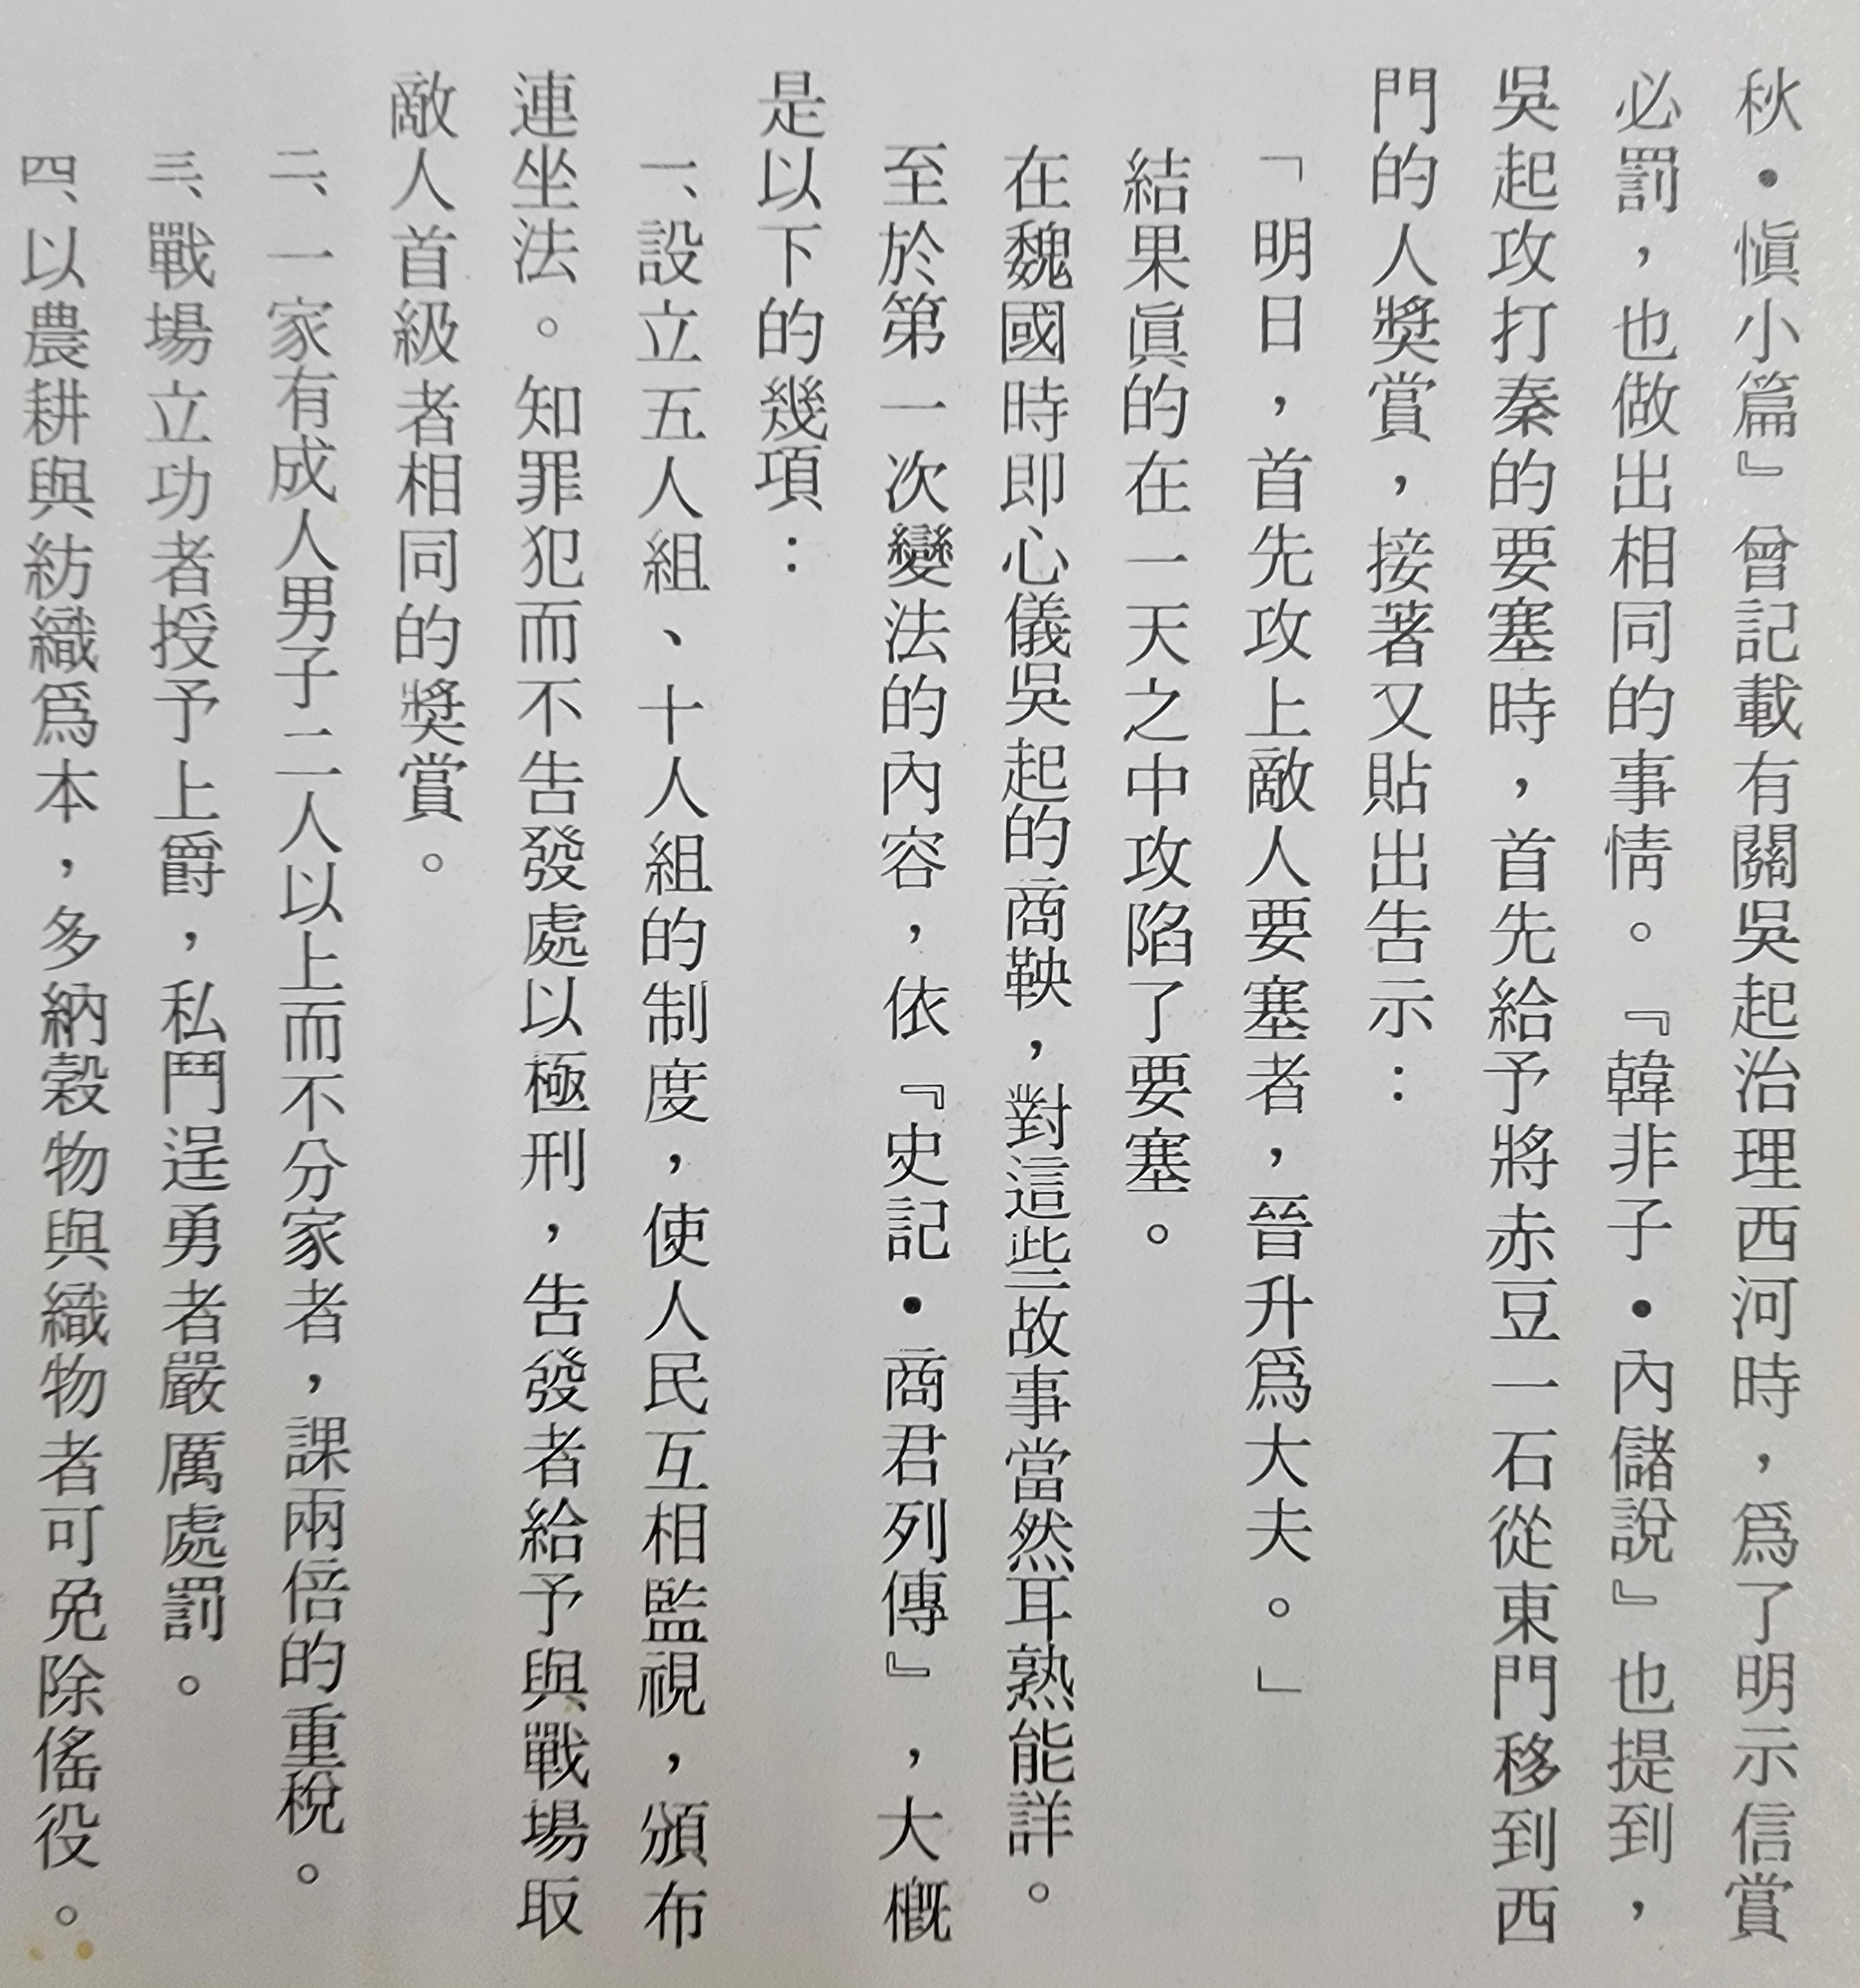 秋•愼小篇』曾記載有關吳起治理西河時，爲了明示信賞
必罰，也做出相同的事情。『韓非子•內儲說』也提到，
吳起攻打秦的要塞時，首先給予將赤豆一石從東門移到西
門的人獎賞，接著又貼出告示：
「明日，首先攻上敵人要塞者，晉升爲大夫。」
結果眞的在一天之中攻陷了要塞。
在魏國時即心儀吳起的商鞅，對這些故事當然耳熟能詳。
至於第一次變法的內容，依『史記•商君列傳』，大概
是以下的幾項：
一、設立五人組、十人組的制度，使人民互相監視，頒布
連坐法。知罪犯而不告發處以極刑，告發者給予與戰場取
敵人首級者相同的獎賞。
二、一家有成人男子二人以上而不分家者，課兩倍的重稅。
三、戰場立功者授予上爵，私鬥逞勇者嚴厲處罰。
四、以農耕與紡織爲本，多納穀物與織物者可免除徭役。